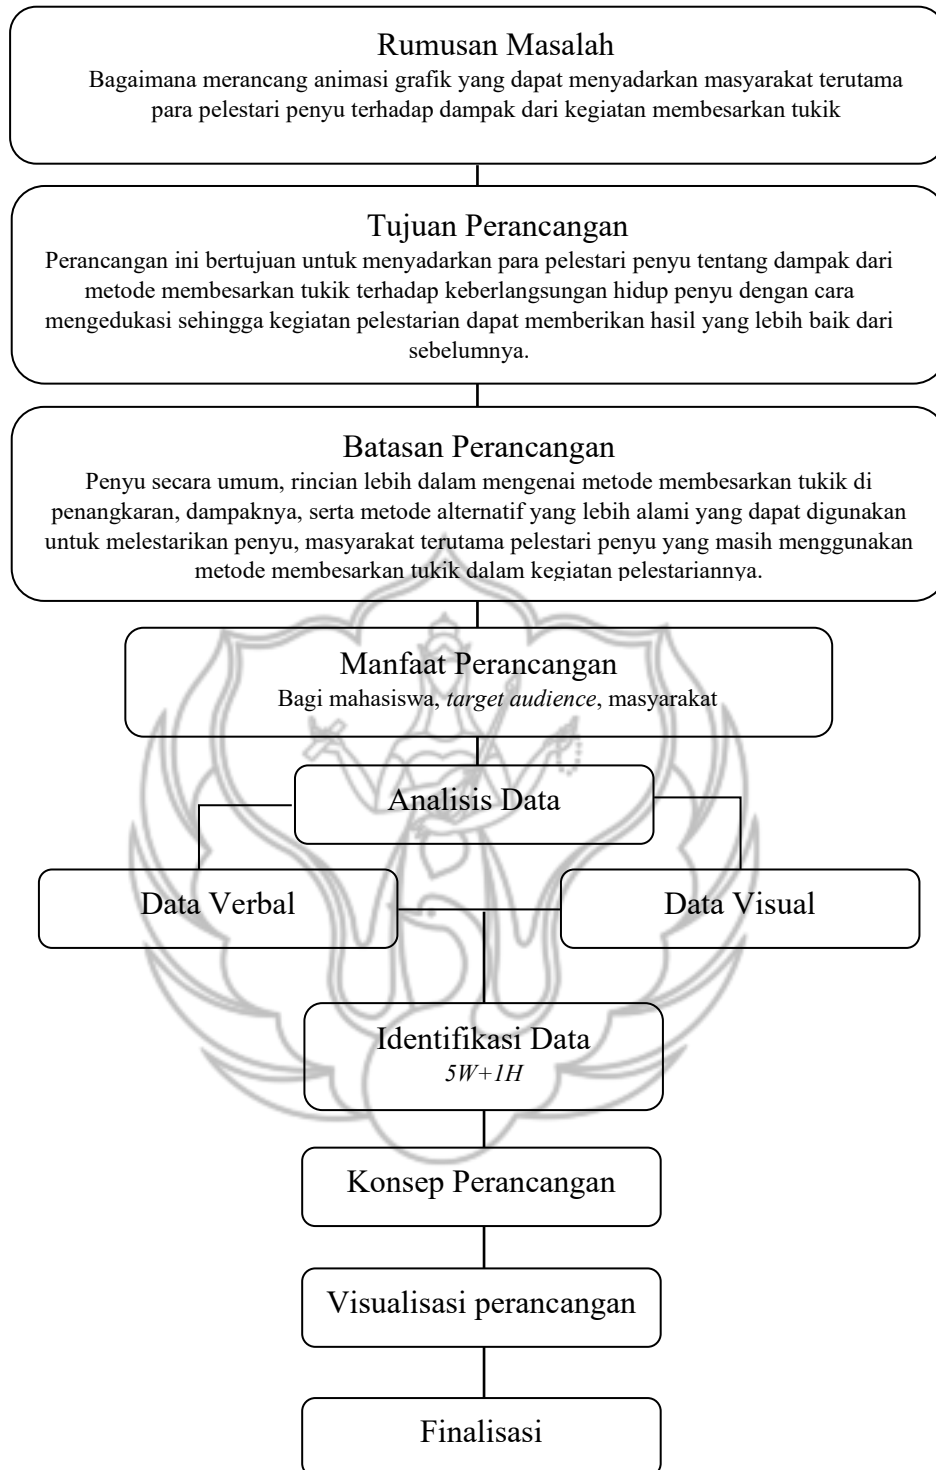 Rumusan Masalah
Bagaimana merancang animasi grafik yang dapat menyadarkan masyarakat terutama
para pelestari penyu terhadap dampak dari kegiatan membesarkan tukik
Tujuan Perancangan
Perancangan ini bertujuan untuk menyadarkan para pelestari penyu tentang dampak dari
metode membesarkan tukik terhadap keberlangsungan hidup penyu dengan cara
mengedukasi sehingga kegiatan pelestarian dapat memberikan hasil yang lebih baik dari
sebelumnya.
Batasan Perancangan
Penyu secara umum, rincian lebih dalam mengenai metode membesarkan tukik di
penangkaran, dampaknya, serta metode alternatif yang lebih alami yang dapat digunakan
untuk melestarikan penyu, masyarakat terutama pelestari penyu yang masih menggunakan
metode membesarkan tukik dalam kegiatan pelestariannya.
Manfaat Perancangan
Bagi mahasiswa, target audience, masyarakat
Analisis Data
Data Verbal
Data Visual
Identifikasi Data
5W+1H
Konsep Perancangan
Visualisasi perancangan
Finalisasi